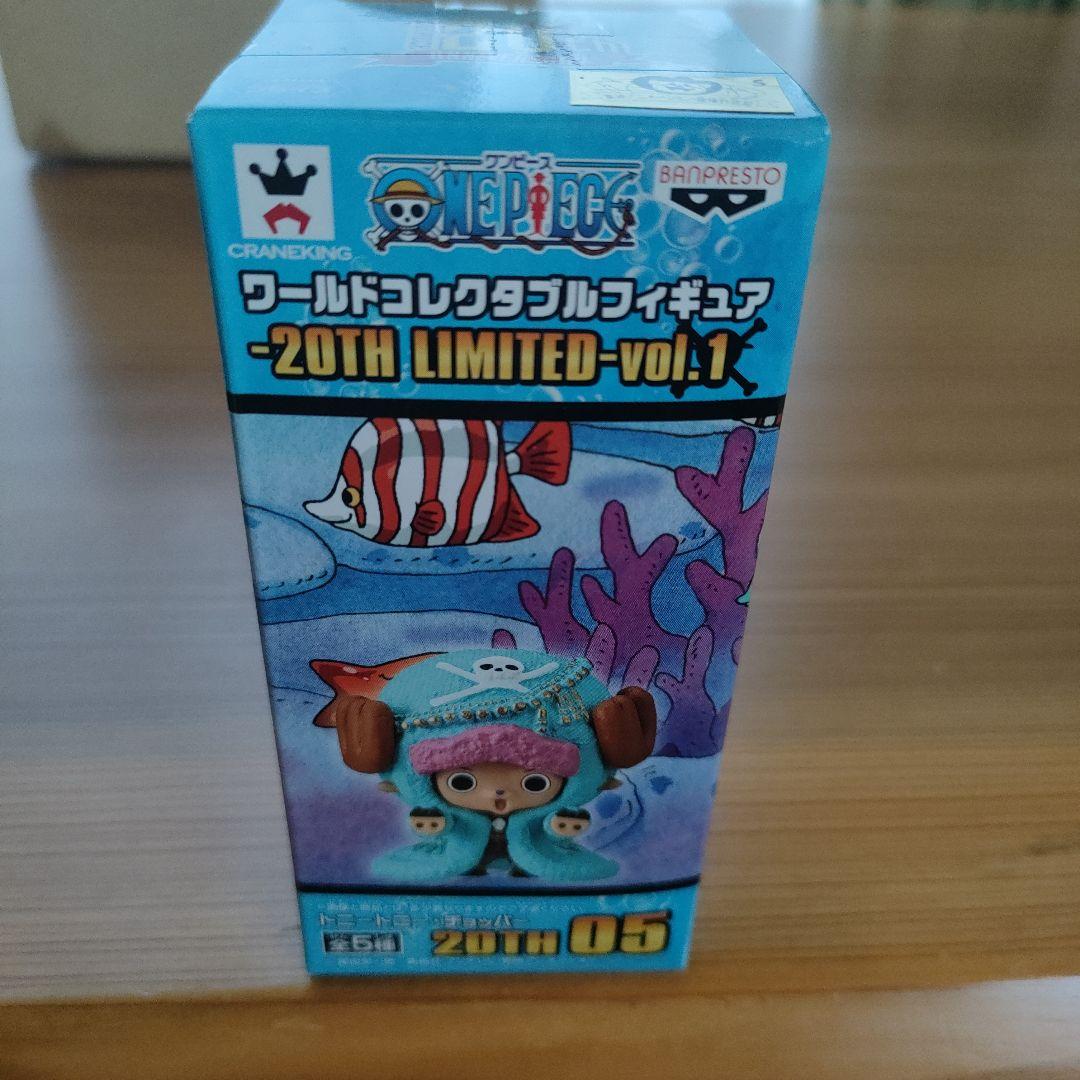 ワンピース
ONE PIECE
BANPRESTO
CRANEKING
ワールドコレクタブルフィギュア
-20TH LIMITED-vol.1
トニートニー・チョッパー
全5種
20TH 05